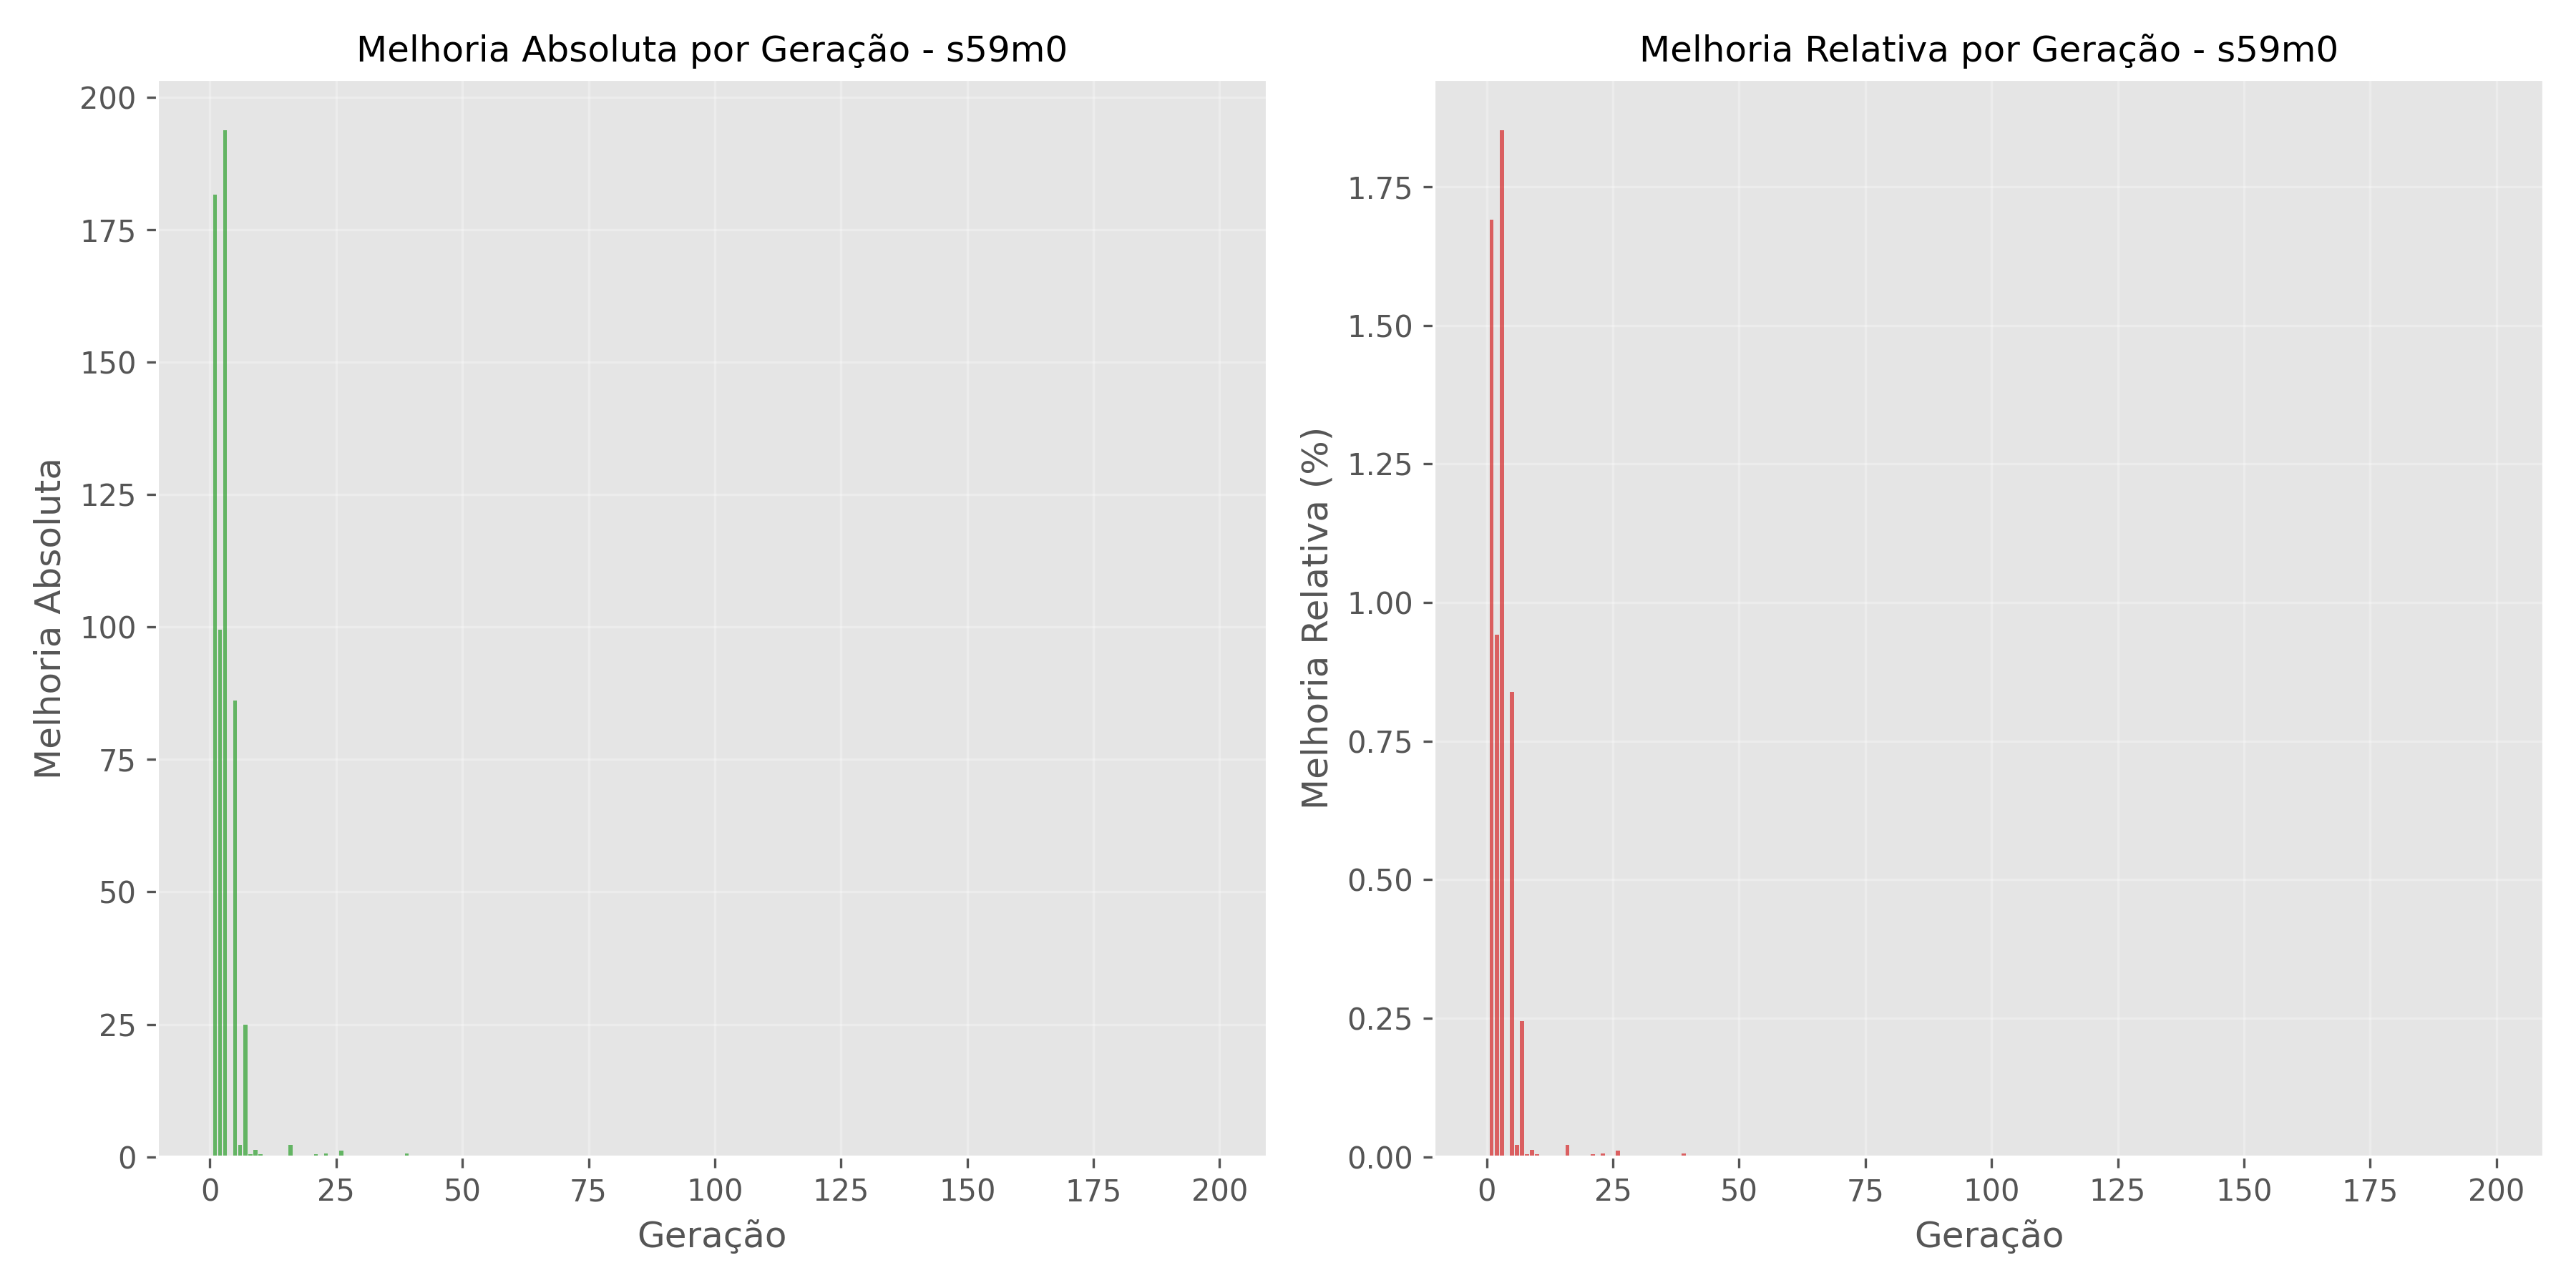 Melhoria Absoluta por Geração - s59m0
200
175
150
125
100
75
50
25
0
Melhoria Absoluta
0 25 50 75 100 125 150 175 200
Geração
Melhoria Relativa por Geração - s59m0
1.75
1.50
1.25
1.00
0.75
0.50
0.25
0.00
Melhoria Relativa (%)
0 25 50 75 100 125 150 175 200
Geração